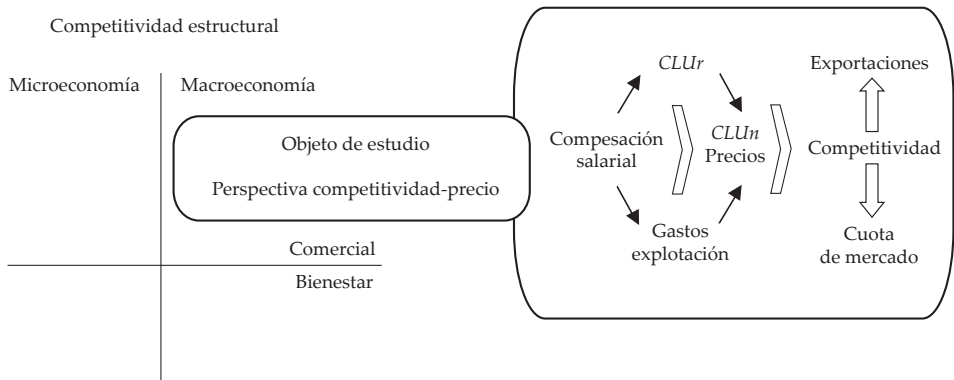 Competitividad estructural
Microeconomía
Macroeconomía
Objeto de estudio
Perspectiva competitividad-precio
Comercial
Bienestar
Compesación
salarial
CLUr
CLUn
Precios
Gastos
explotación
Exportaciones
Competitividad
Cuota
de mercado